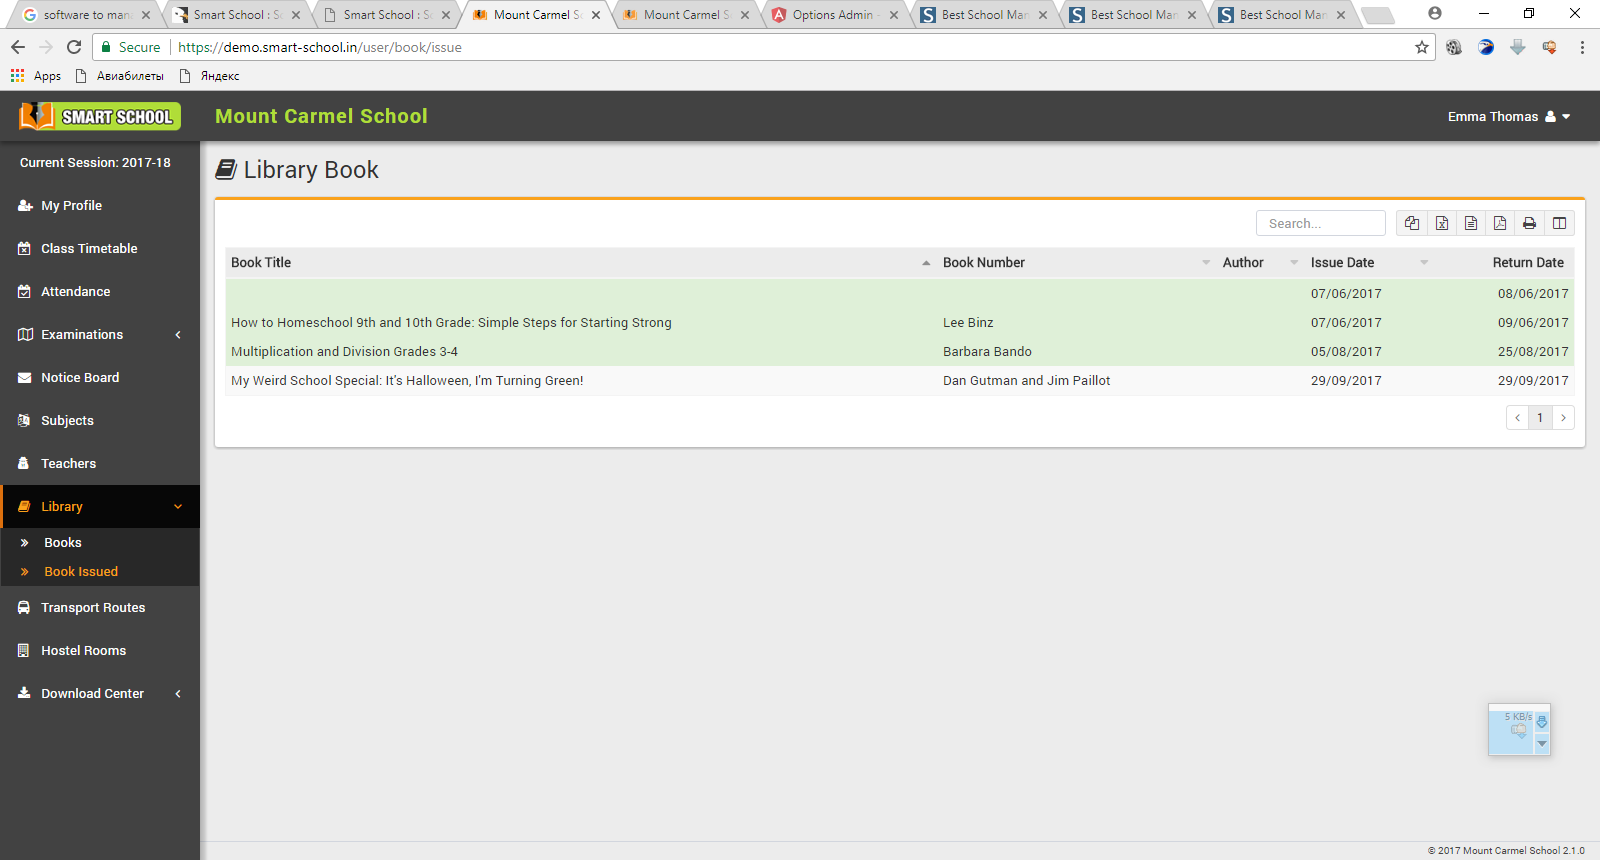 software to mana
Smart School : S
Smart School : S
Mount Carmel S
Mount Carmel S
Options Admin -
Best School Man
Best School Man
Best School Man
Secure
https://demo.smart-school.in/user/book/issue
Apps
Авиабилеты
Яндекс
SMART SCHOOL
Mount Carmel School
Emma Thomas
Current Session: 2017-18
My Profile
Class Timetable
Attendance
Examinations
Notice Board
Subjects
Teachers
Library
Books
Book Issued
Transport Routes
Hostel Rooms
Download Center
Library Book
Search...
Book Title Book Number Author Issue Date Return Date
07/06/2017 08/06/2017
How to Homeschool 9th and 10th Grade: Simple Steps for Starting Strong Lee Binz 07/06/2017 09/06/2017
Multiplication and Division Grades 3-4 Barbara Bando 05/08/2017 25/08/2017
My Weird School Special: It's Halloween, I'm Turning Green! Dan Gutman and Jim Paillot 29/09/2017 29/09/2017
1
5 KB/s
© 2017 Mount Carmel School 2.1.0